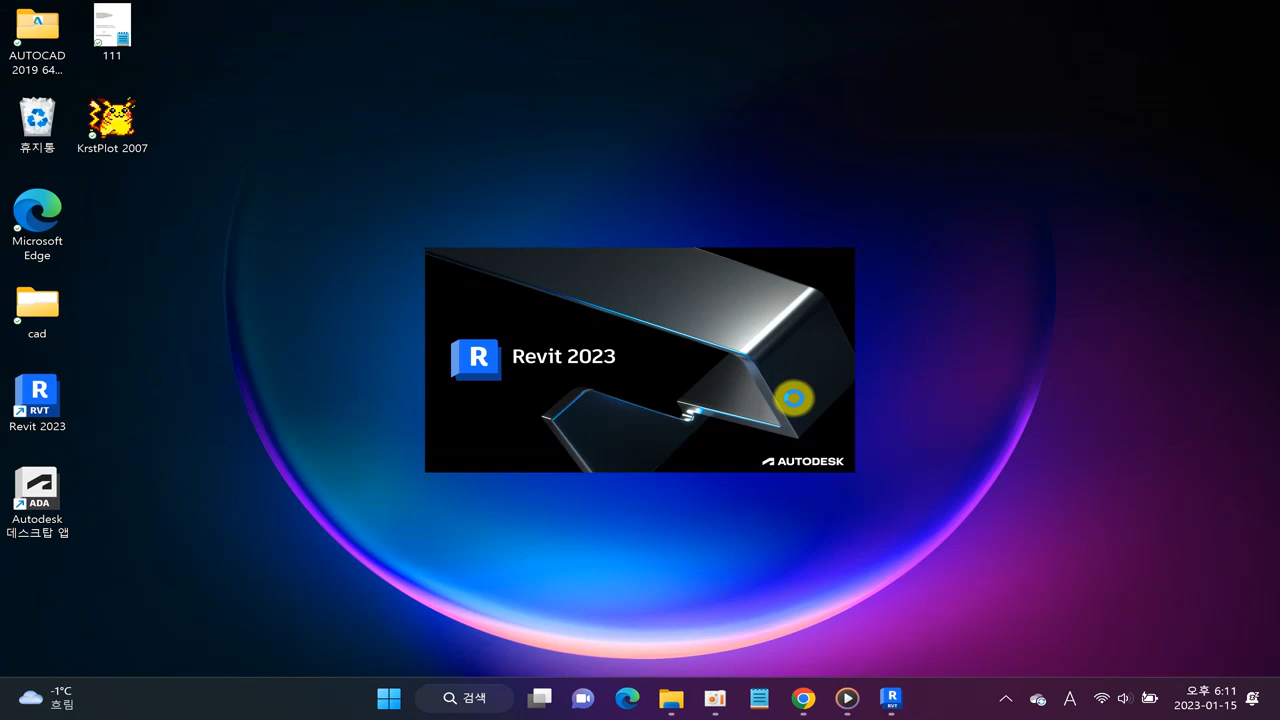 AUTOCAD
2019 64...
111
휴지통
KrstPlot 2007
Microsoft
Edge
cad
R
RVT
Revit 2023
ADA
Autodesk
데스크탑 앱
R Revit 2023
AUTODESK
-1°C
흐림
검색
R
RVT
A
오후 6:11
2023-01-15